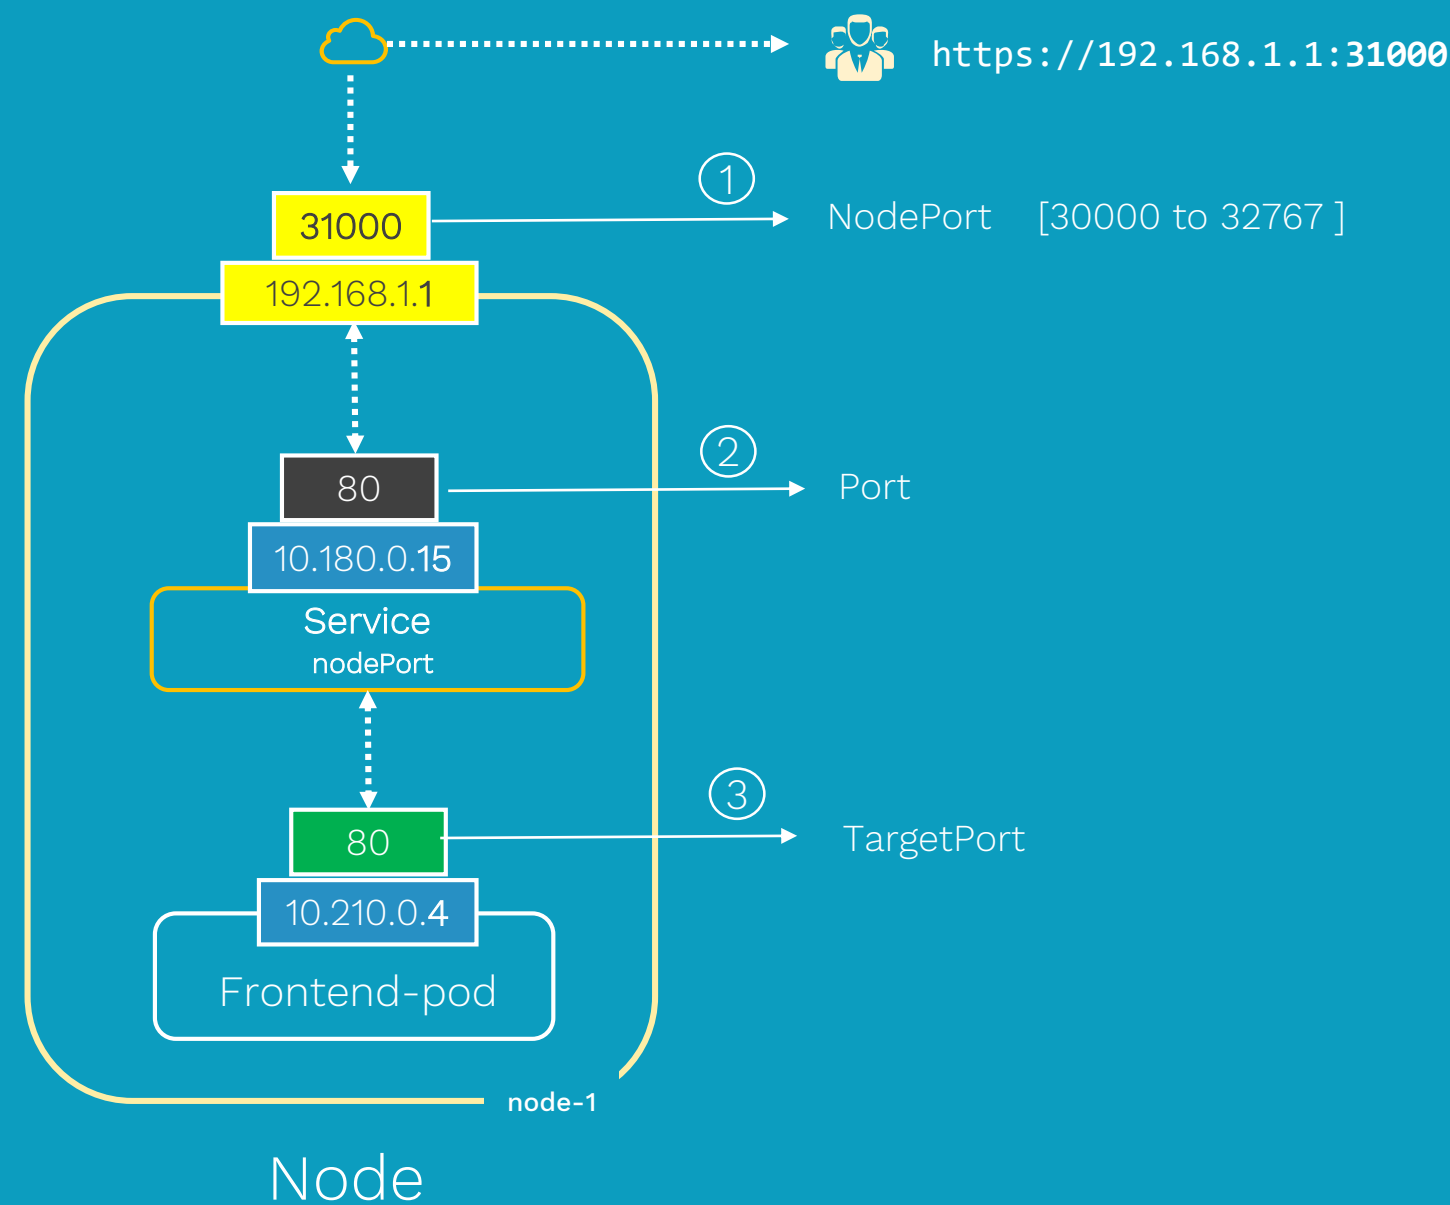 https://192.168.1.1:31000
1
31000
NodePort [30000 to 32767 ]
192.168.1.1
2
80
Port
10.180.0.15
Service
nodePort
3
80
TargetPort
10.210.0.4
Frontend-pod
node-1
Node